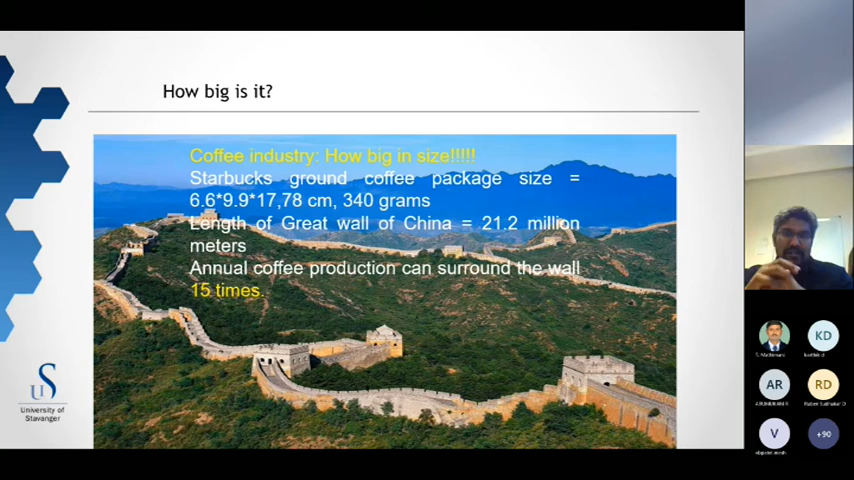 How big is it?
Coffee industry: How big in size!!!!!
Starbucks ground coffee package size =
6.6*9.9*17,78 cm, 340 grams
Length of Great wall of China = 21.2 million
meters
Annual coffee production can surround the wall
15 times.
US
University of
Stavanger
KD
AR
RD
V
+90